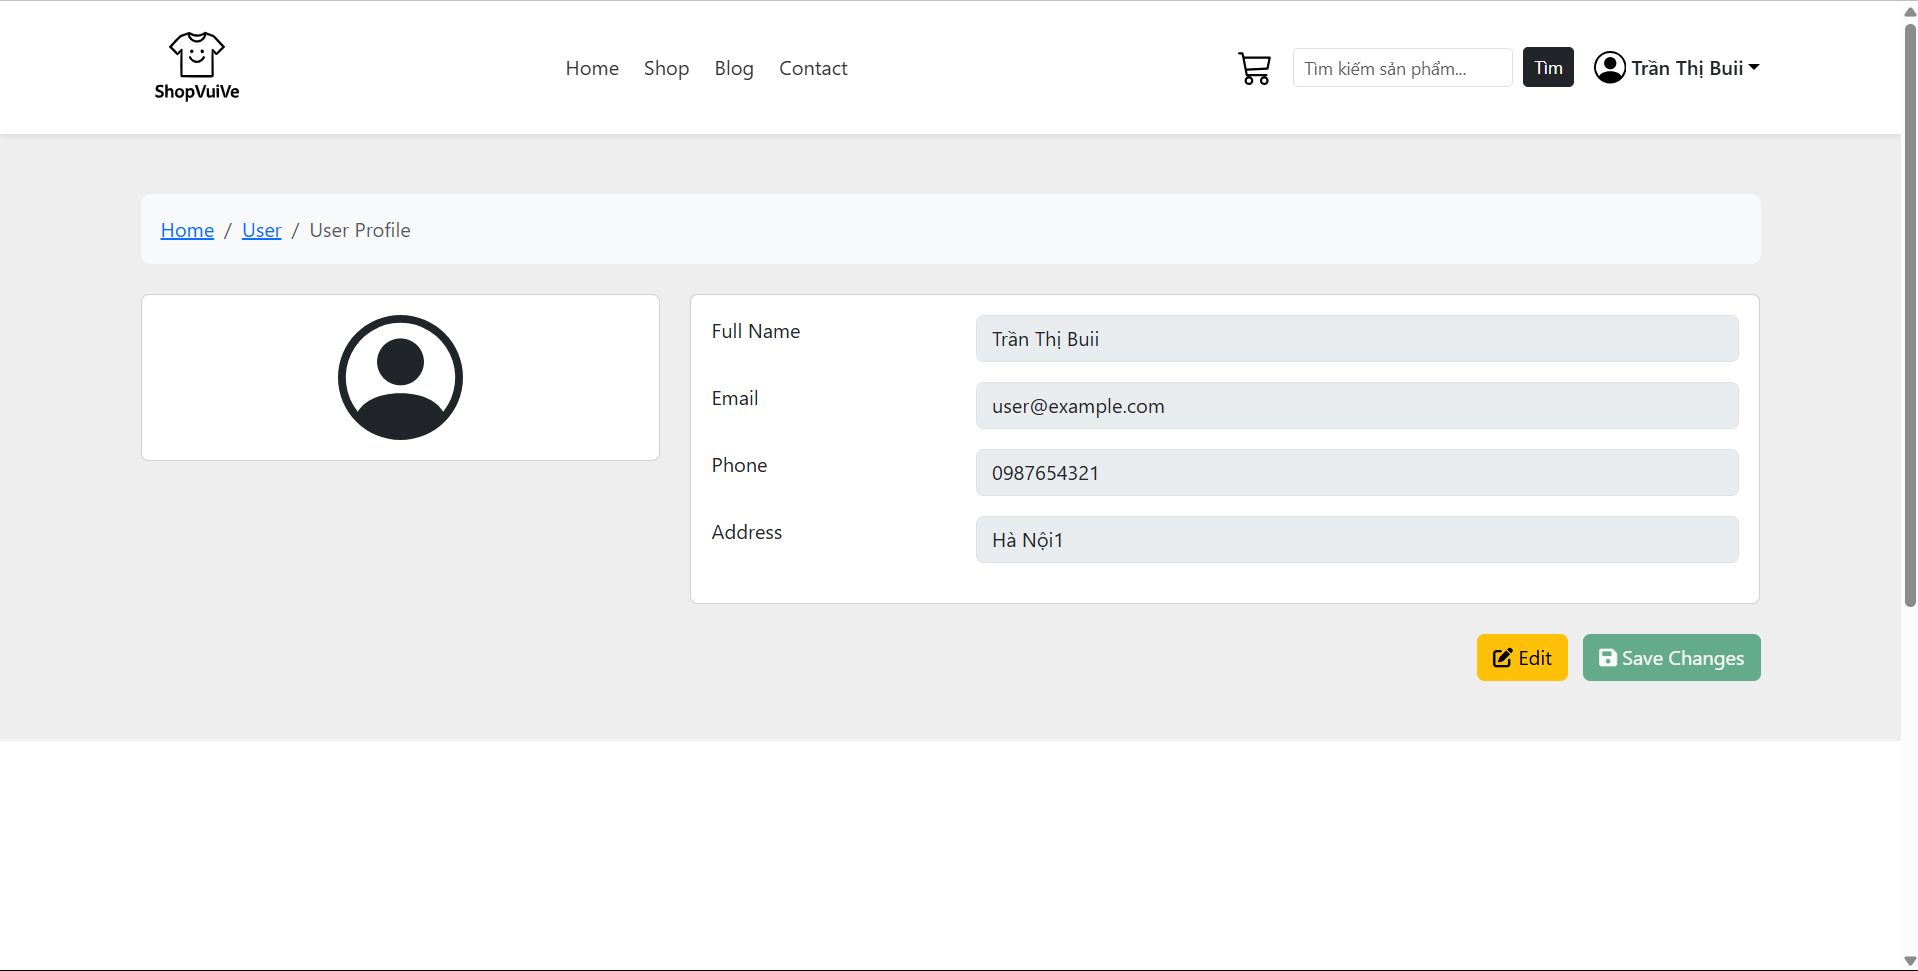 ShopVuiVe
Home Shop Blog Contact
Tìm kiếm sản phẩm... Tìm Trần Thị Buii
Home / User / User Profile
Full Name Trần Thị Buii
Email user@example.com
Phone 0987654321
Address Hà Nội1
Edit Save Changes